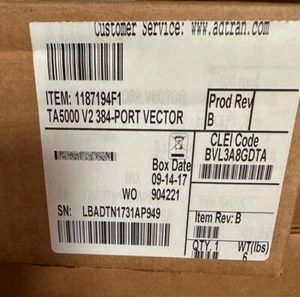 Customer Service: www.adtran.com
ITEM: 1187194F1
TA5000 V2 384-PORT VECTOR
Prod Rev
B
CLEI Code
BVL3A8GDTA
Box Date
09-14-17
WO 904221
SN: LBADTN1731AP949
Item Rev: B
QTY. 1
WT(lbs)
6